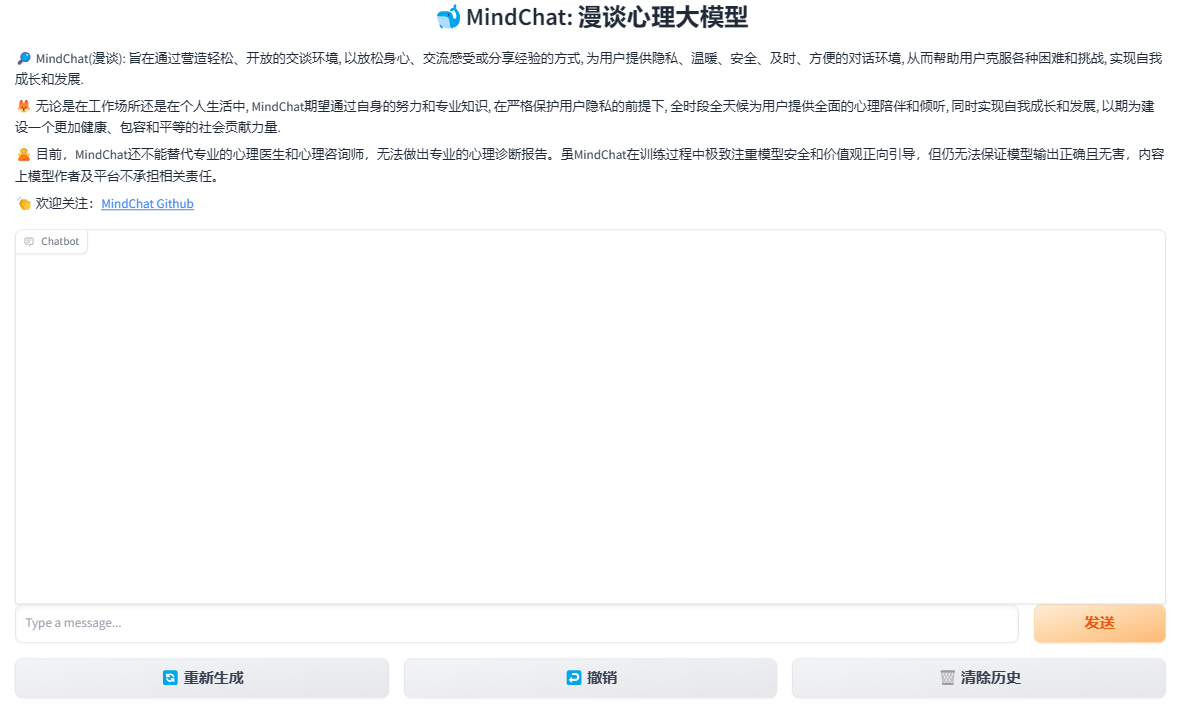 🐋 MindChat: 漫谈心理大模型
🔎 MindChat(漫谈): 旨在通过营造轻松、开放的交谈环境, 以放松身心、交流感受或分享经验的方式, 为用户提供隐私、温暖、安全、及时、方便的对话环境, 从而帮助用户克服各种困难和挑战, 实现自我
成长和发展.
🦊 无论是在工作场所还是在个人生活中, MindChat期望通过自身的努力和专业知识, 在严格保护用户隐私的前提下, 全时段全天候为用户提供全面的心理陪伴和倾听, 同时实现自我成长和发展, 以期为建
设一个更加健康、包容和平等的社会贡献力量.
🙅 目前，MindChat还不能替代专业的心理医生和心理咨询师，无法做出专业的心理诊断报告。虽MindChat在训练过程中极致注重模型安全和价值观正向引导，但仍无法保证模型输出正确且无害，内容
上模型作者及平台不承担相关责任。
👏 欢迎关注：MindChat Github
Chatbot
Type a message...
发送
🔄 重新生成
↩️ 撤销
🗑️ 清除历史